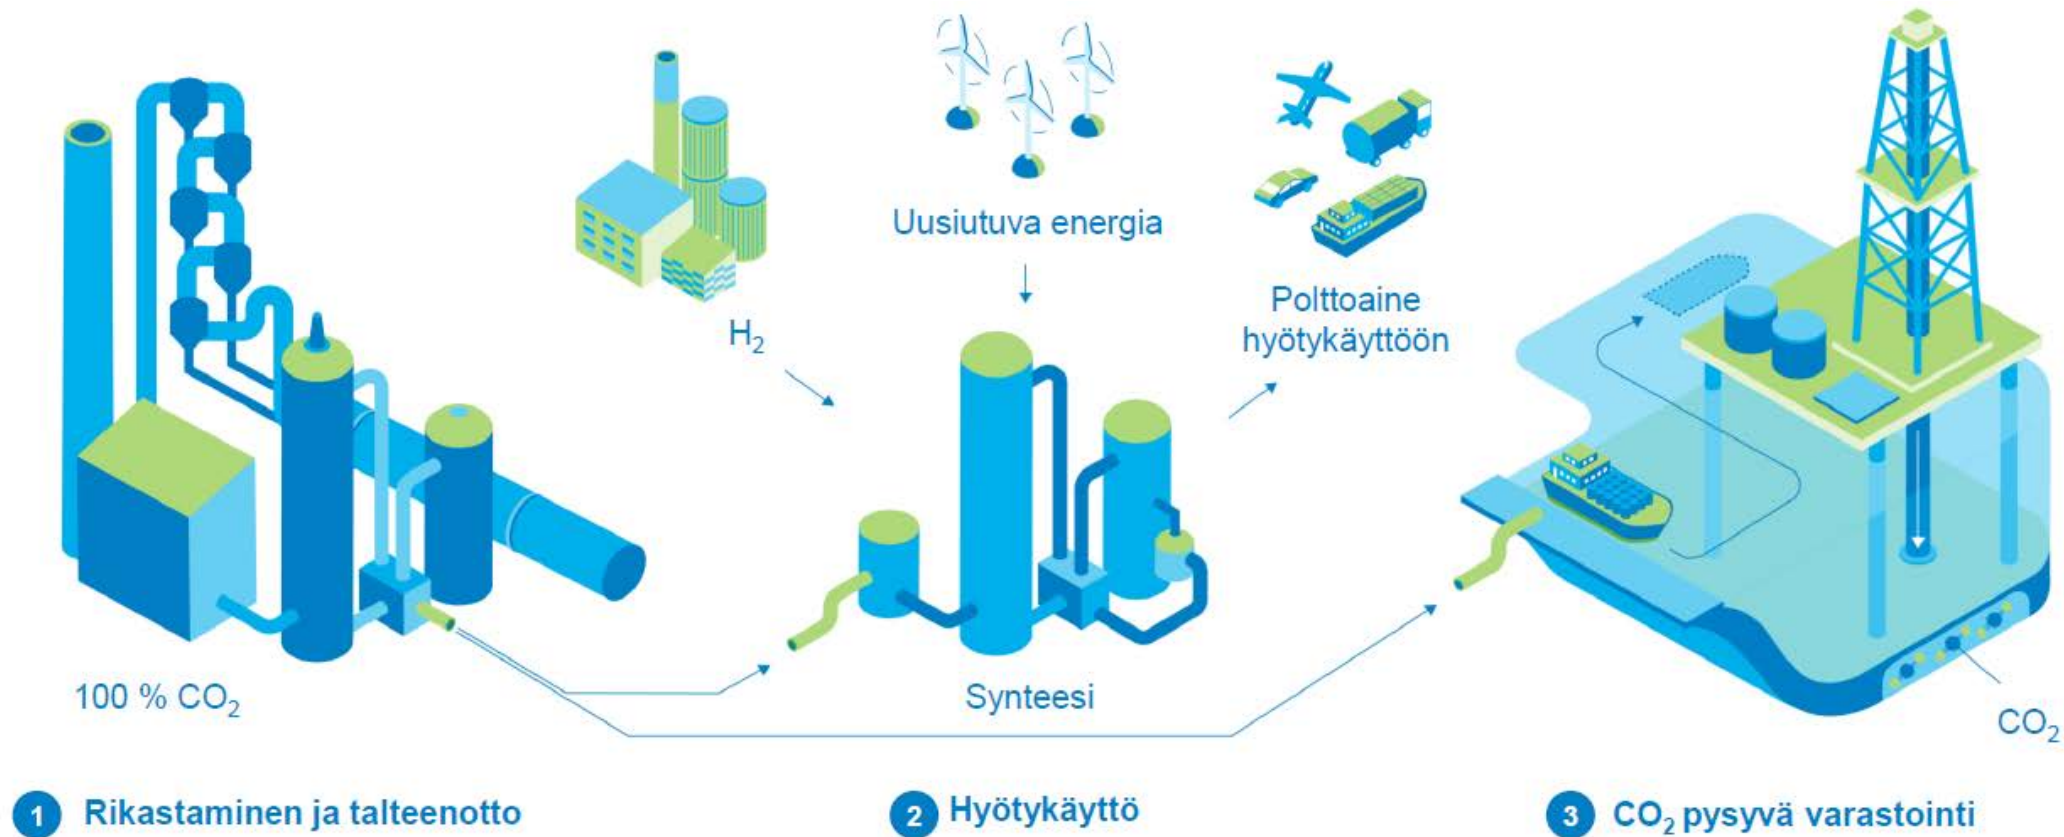 Uusiutuva energia
H₂
Polttoaine
hyötykäyttöön
100 % CO₂
Synteesi
CO₂
1 Rikastaminen ja talteenotto
2 Hyötykäyttö
3 CO₂ pysyvä varastointi